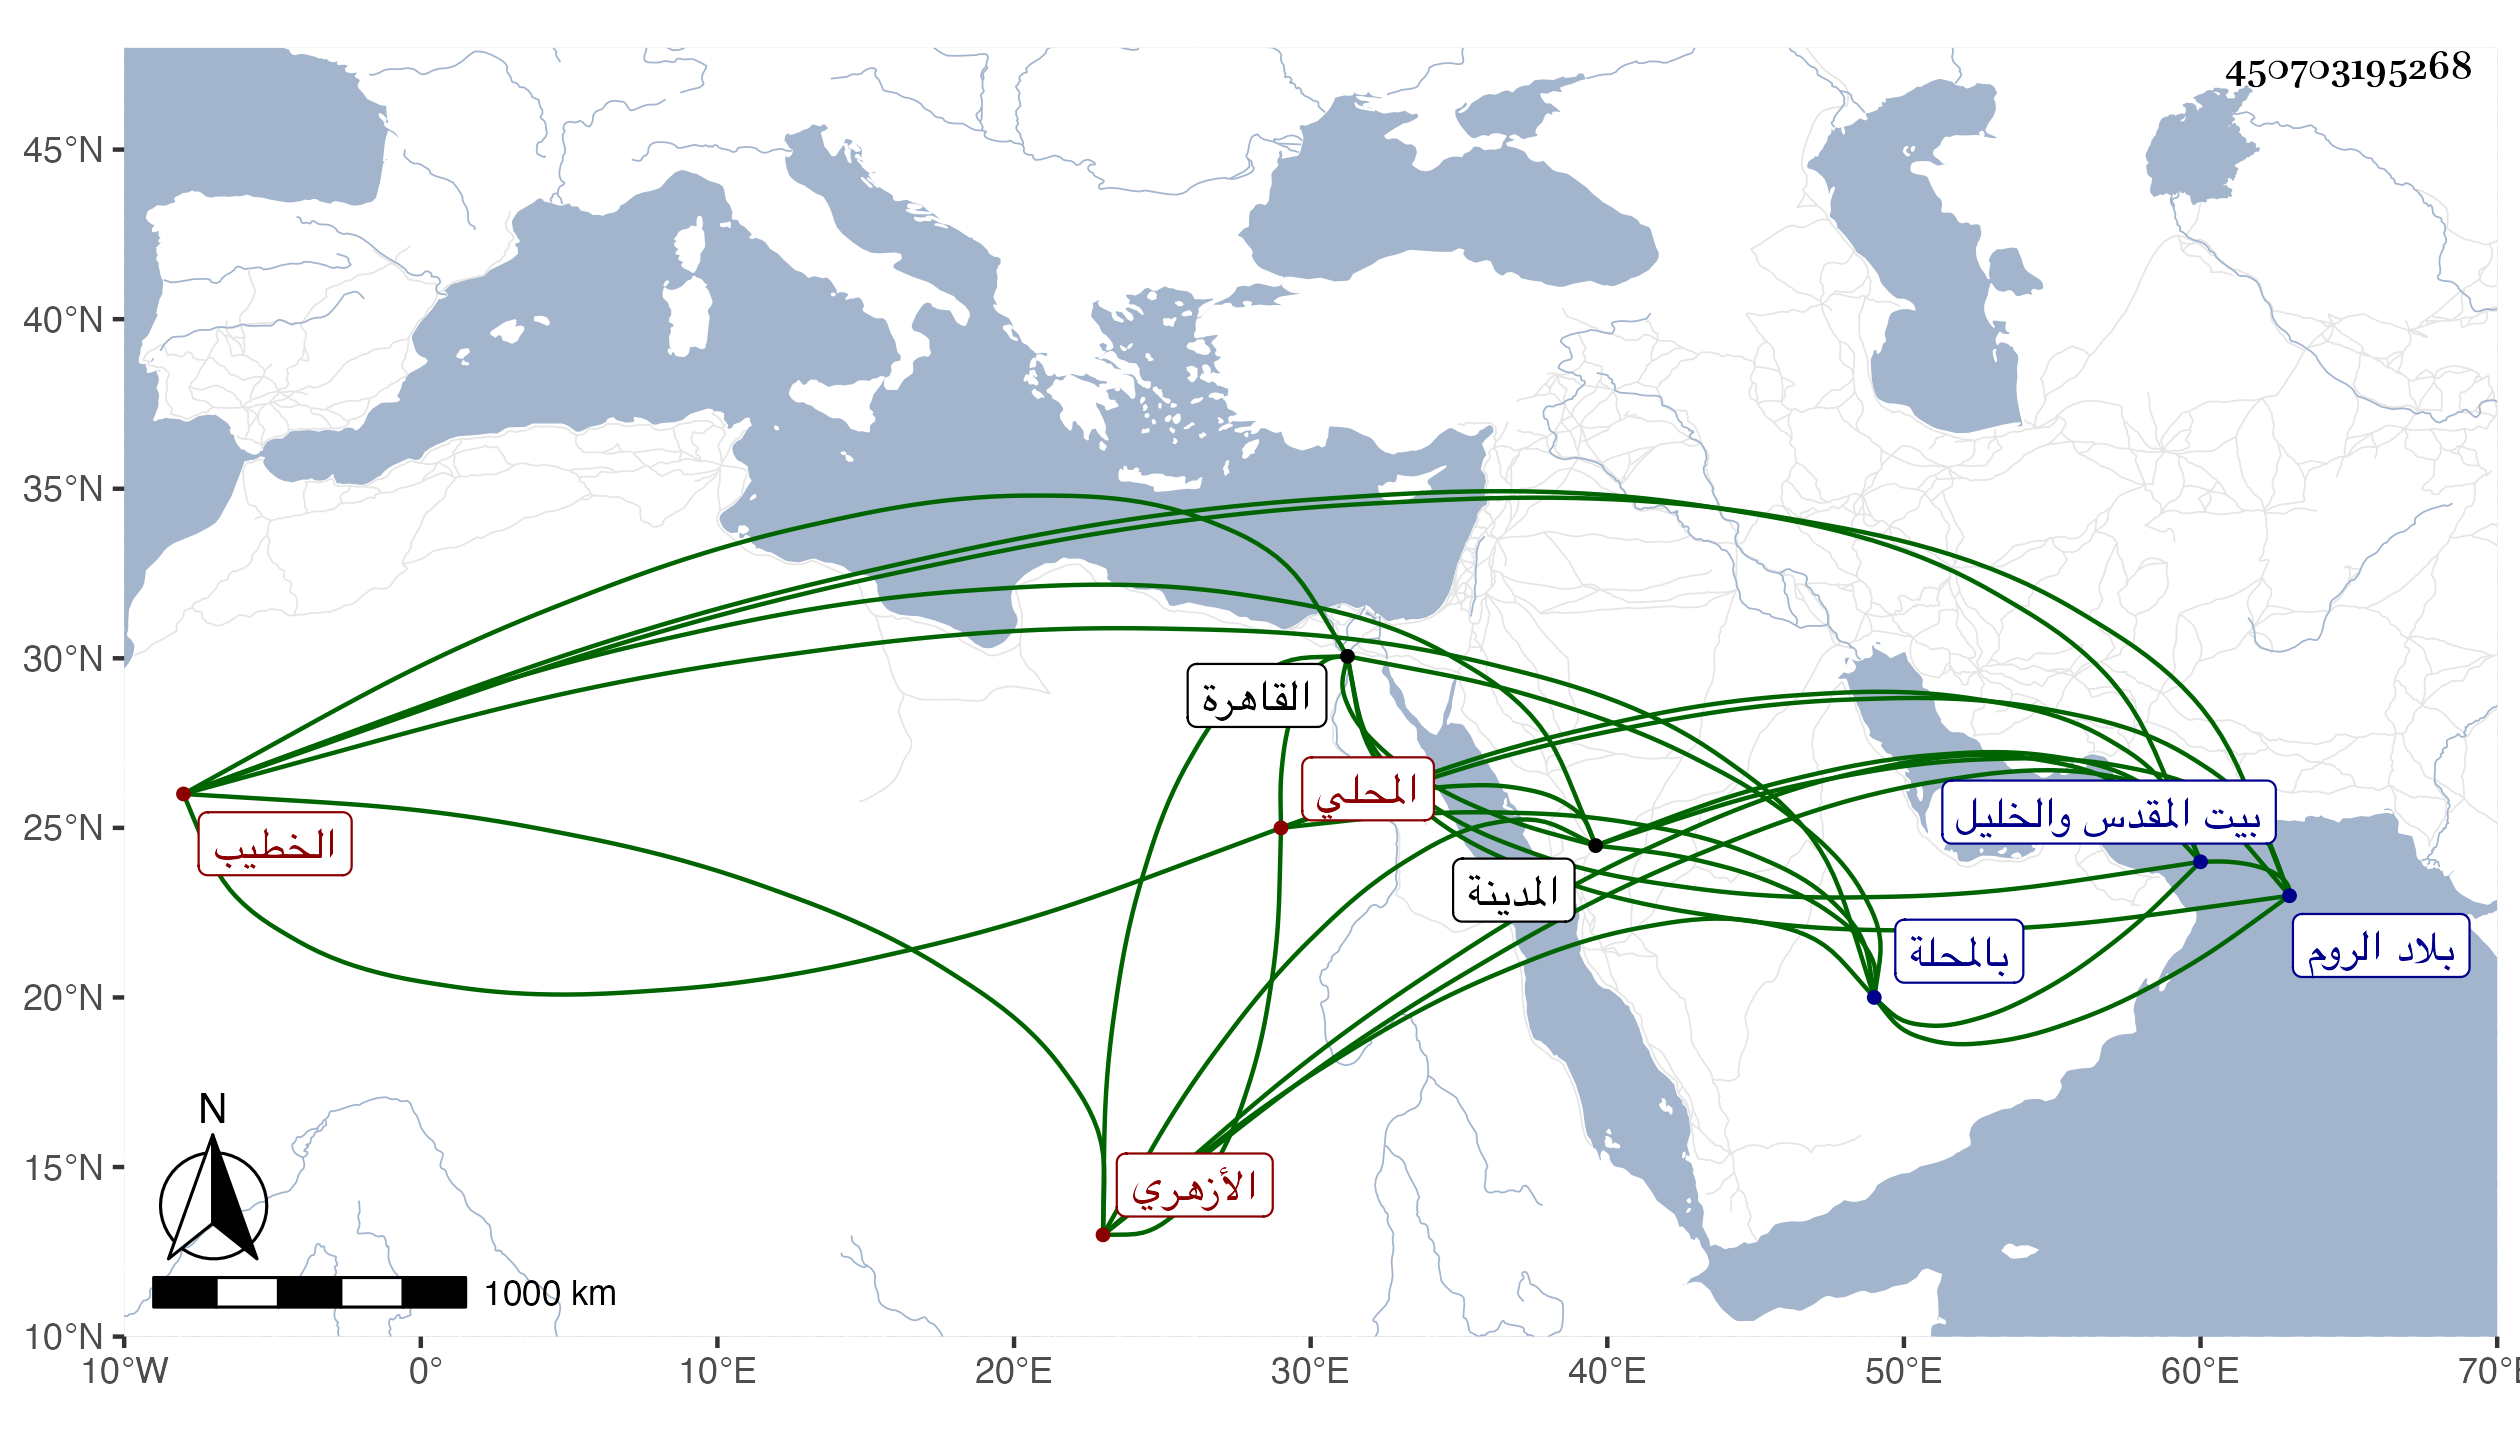 450703195268
45°N
40°N
35°N
30°N
القاهرة
المحلي
بيت المقدس والخليل
25°N
الخطيب
المدينة
بالمحلة
بلاد الروم
20°N
N
15°N
الأزهري
1000 km
10°N
10°W 0° 10°E 20°E 30°E 40°E 50°E 60°E 70°E